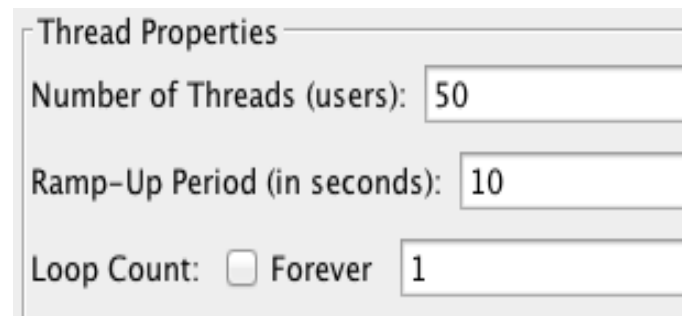 Thread Properties
Number of Threads (users): 50
Ramp-Up Period (in seconds): 10
Loop Count: Forever 1